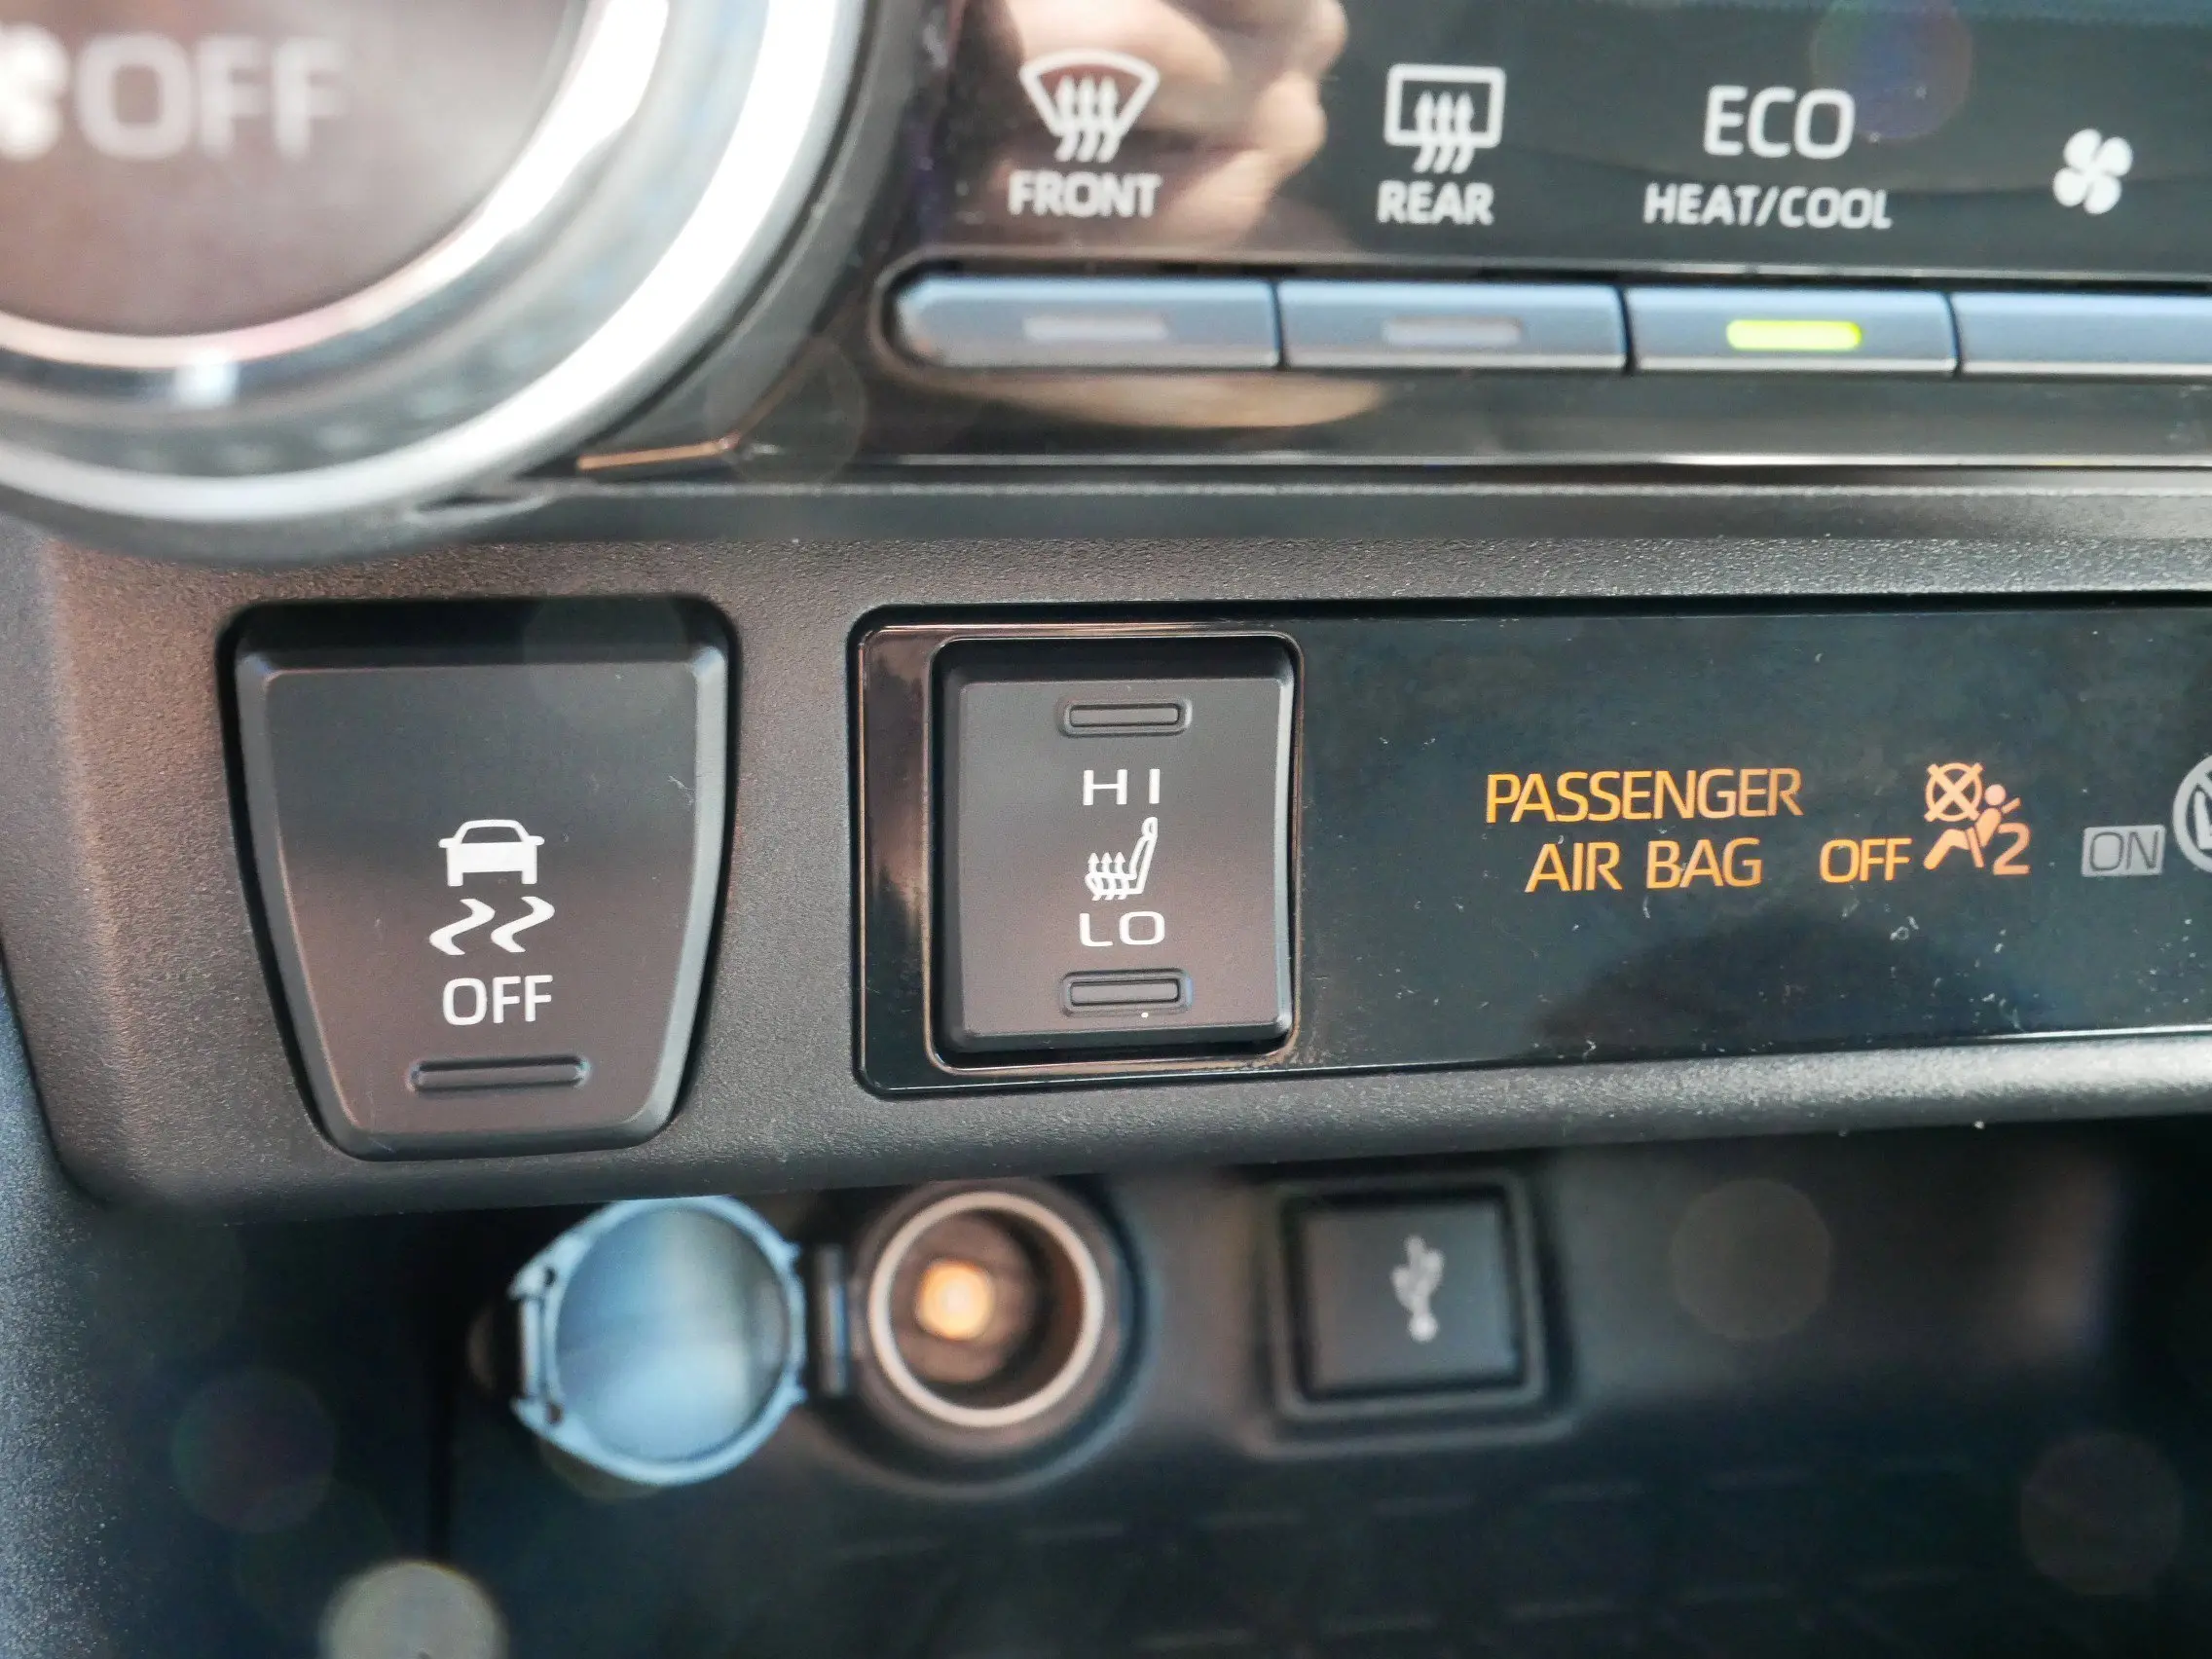 OFF
FRONT
REAR
ECO
HEAT/COOL
HI
LO
OFF
PASSENGER
AIR BAG OFF 2 ON